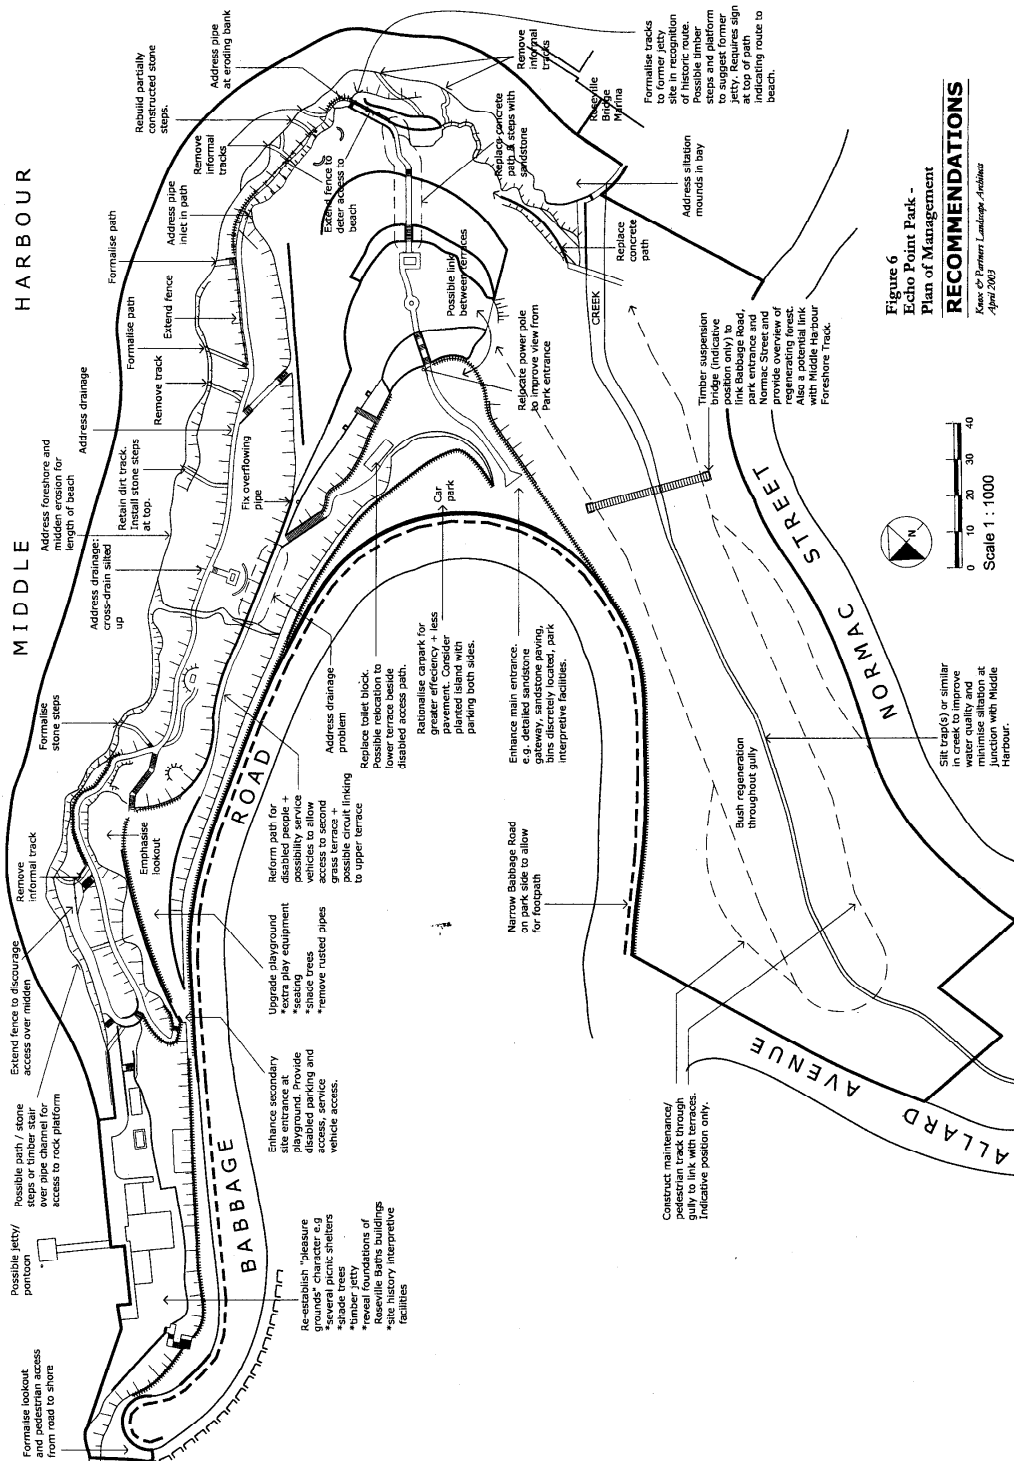 MIDDLE HARBOUR
Formalise lookout
and pedestrian access
from road to shore
Possible jetty/
pontoon
Possible path / stone
steps or timber stair
over pipe channel for
access to rock platform
Extend fence to discourage
access over midden
Remove
informal track
Formalise
stone steps
Address drainage:
cross-drain silted
up
Address foreshore and
midden erosion for
length of beach
Retain dirt track.
Install stone steps
at top.
Address drainage
Remove track
Formalise path
Extend fence
Formalise path
Address pipe
inlet in path
Remove
informal
tracks
Rebuild partially
constructed stone
steps.
Address pipe
at eroding bank
Extend fence to
deter access to
beach
Remove
informal
tracks
Replace concrete
path & steps with
sandstone
Roseville
Bridge
Marina
Formalise tracks
to former jetty
site in recognition
of historic route.
Possible timber
steps and platform
to suggest former
jetty. Requires sign
at top of path
indicating route to
beach.
Address siltation
mounds in bay
Replace
concrete
path
CREEK
Possible link
between terraces
Relocate power pole
to improve view from
Park entrance
Fix overflowing
pipe
Emphasise
lookout
Car
park
Address drainage
problem
Replace toilet block.
Possible relocation to
lower terrace beside
disabled access path.
Rationalise carpark for
greater effeciency + less
pavement. Consider
planted island with
parking both sides.
Enhance main entrance.
e.g. detailed sandstone
gateway, sandstone paving,
bins discretely located, park
interpretive facilities.
Reform path for
disabled people +
possibility service
vehicles to allow
access to second
grass terrace +
possible circuit linking
to upper terrace
Upgrade playground
*extra play equipment
*seating
*shade trees
*remove rusted pipes
Enhance secondary
site entrance at
playground. Provide
disabled parking and
access, service
vehicle access.
Re-establish "pleasure
grounds" character e.g
*several picnic shelters
*shade trees
*timber jetty
*reveal foundations of
Roseville Baths buildings
*site history interpretive
facilities
BABBAGE ROAD
Narrow Babbage Road
on park side to allow
for footpath
Bush regeneration
throughout gully
Timber suspension
bridge (indicative
position only) to
link Babbage Road,
park entrance and
Normac Street and
provide overview of
regenerating forest.
Also a potential link
with Middle Harbour
Foreshore Track.
Construct maintenance/
pedestrian track through
gully to link with terraces.
Indicative position only.
Silt trap(s) or similar
in creek to improve
water quality and
minimise siltation at
junction with Middle
Harbour.
ALLARD AVENUE
NORMAC STREET
N
0 10 20 30 40
Scale 1 : 1000
Figure 6
Echo Point Park -
Plan of Management
RECOMMENDATIONS
Knox & Partners Landscape Architects
April 2003